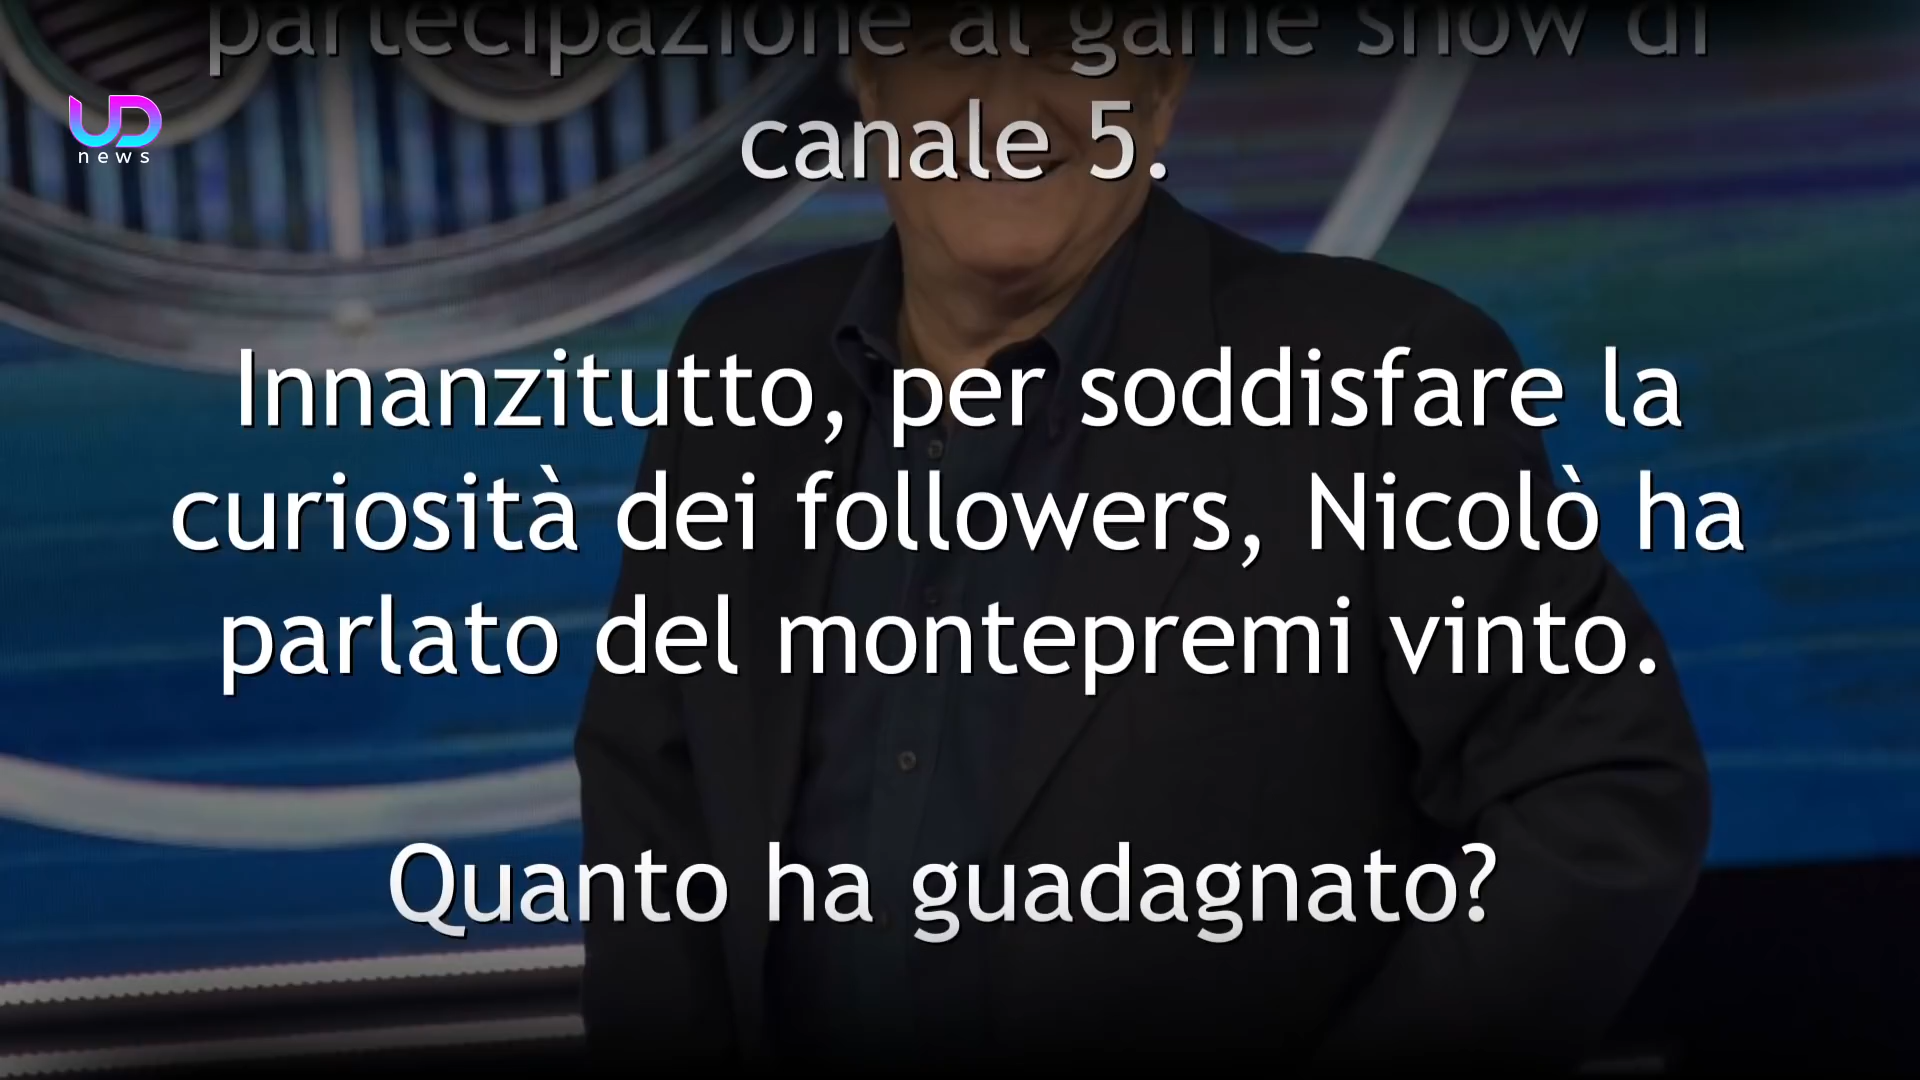 partecipazione al game show di
canale 5.
UD
news
Innanzitutto, per soddisfare la
curiosità dei followers, Nicolò ha
parlato del montepremi vinto.
Quanto ha guadagnato?